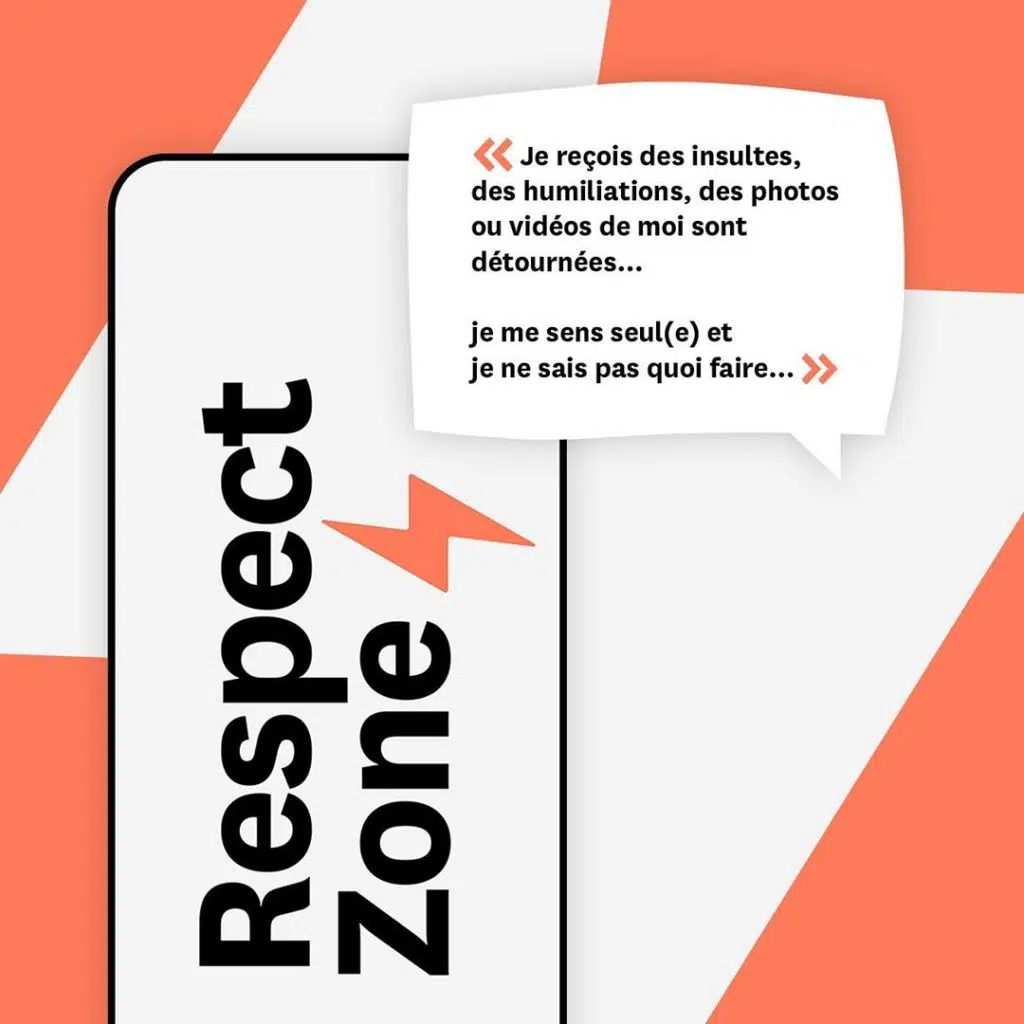 « Je reçois des insultes,
des humiliations, des photos
ou vidéos de moi sont
détournées...
je me sens seul(e) et
je ne sais pas quoi faire... »
Respect
Zone